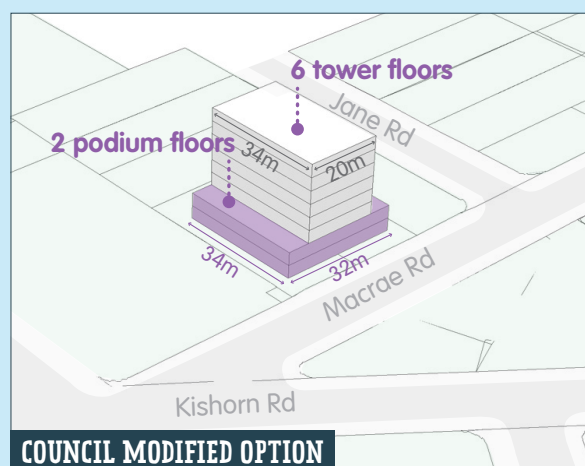 6 tower floors
Jane Rd
2 podium floors
34m
20m
34m
32m
Macrae Rd
Kishorn Rd
COUNCIL MODIFIED OPTION